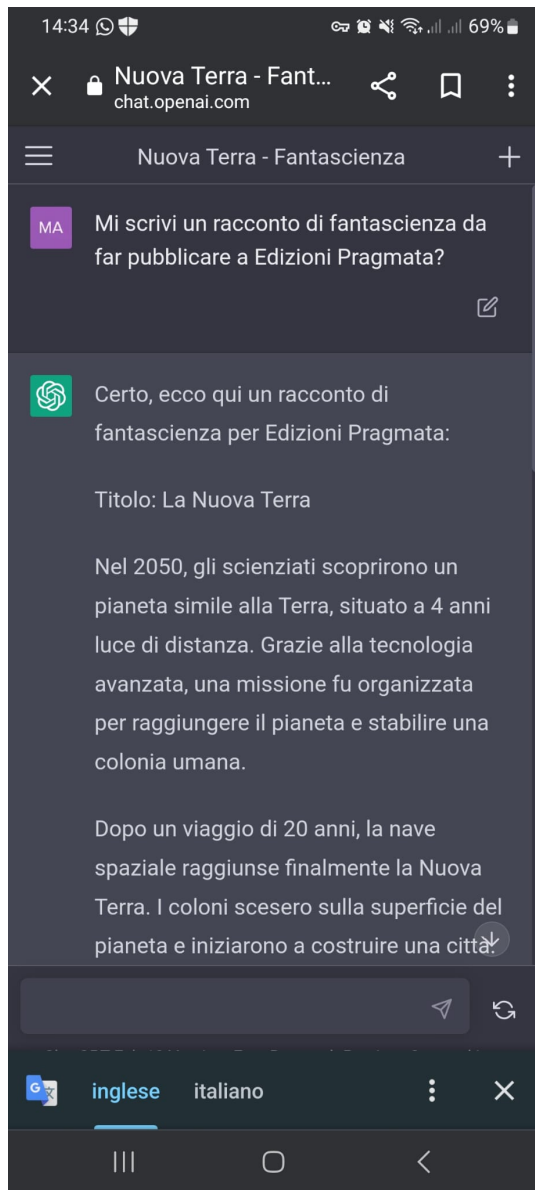 14:34
69%
Nuova Terra - Fant...
chat.openai.com
Nuova Terra - Fantascienza
MA
Mi scrivi un racconto di fantascienza da
far pubblicare a Edizioni Pragmata?
Certo, ecco qui un racconto di
fantascienza per Edizioni Pragmata:
Titolo: La Nuova Terra
Nel 2050, gli scienziati scoprirono un
pianeta simile alla Terra, situato a 4 anni
luce di distanza. Grazie alla tecnologia
avanzata, una missione fu organizzata
per raggiungere il pianeta e stabilire una
colonia umana.
Dopo un viaggio di 20 anni, la nave
spaziale raggiunse finalmente la Nuova
Terra. I coloni scesero sulla superficie del
pianeta e iniziarono a costruire una città.
G
文
inglese
italiano